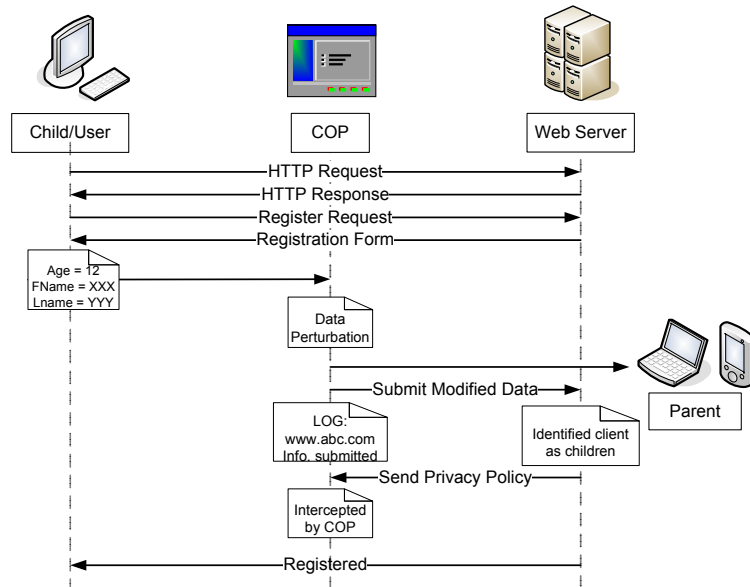 Child/User
COP
Web Server
HTTP Request
HTTP Response
Register Request
Registration Form
Age = 12
FName = XXX
Lname = YYY
Data
Perturbation
Submit Modified Data
Parent
LOG:
www.abc.com
Info. submitted
Identified client
as children
Send Privacy Policy
Intercepted
by COP
Registered